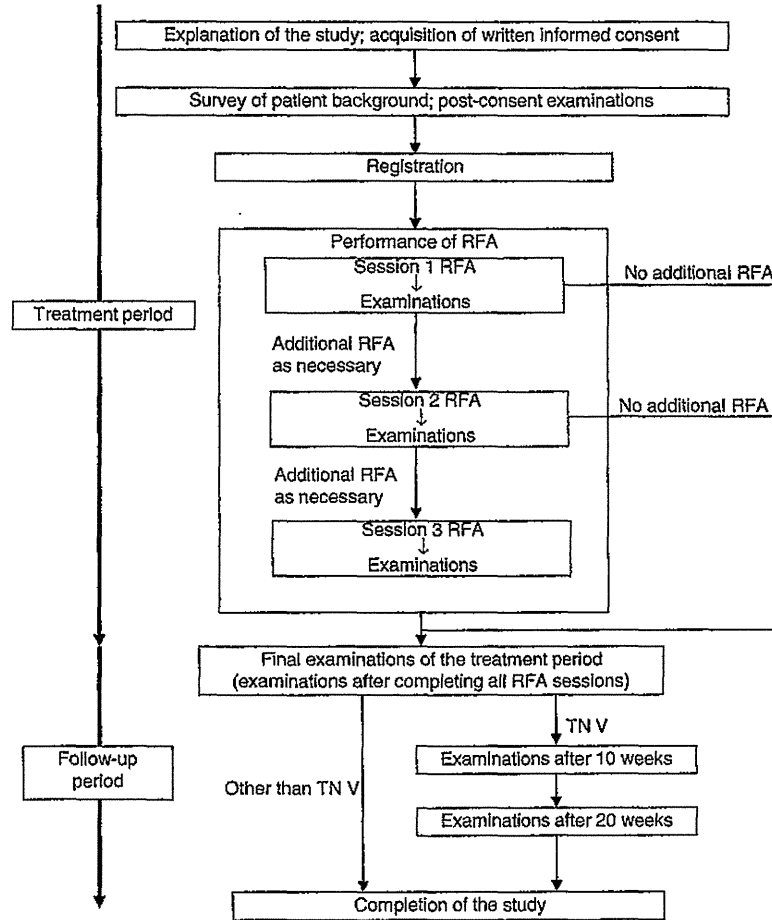 Explanation of the study; acquisition of written informed consent
Survey of patient background; post-consent examinations
Registration
Performance of RFA
Session 1 RFA
↓
Examinations
No additional RFA
Treatment period
Additional RFA
as necessary
Session 2 RFA
↓
Examinations
No additional RFA
Additional RFA
as necessary
Session 3 RFA
↓
Examinations
Final examinations of the treatment period
(examinations after completing all RFA sessions)
TN V
Follow-up
period
Examinations after 10 weeks
Other than TN V
Examinations after 20 weeks
Completion of the study